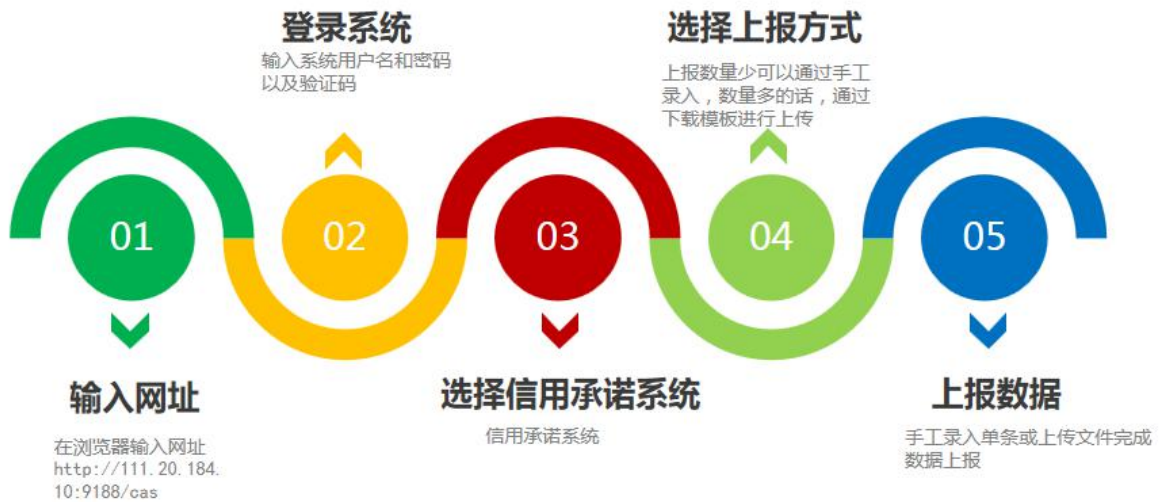 登录系统
输入系统用户名和密码
以及验证码
选择上报方式
上报数量少可以通过手工
录入，数量多的话，通过
下载模板进行上传
01
02
03
04
05
输入网址
在浏览器输入网址
http://111.20.184.
10:9188/cas
选择信用承诺系统
信用承诺系统
上报数据
手工录入单条或上传文件完成
数据上报